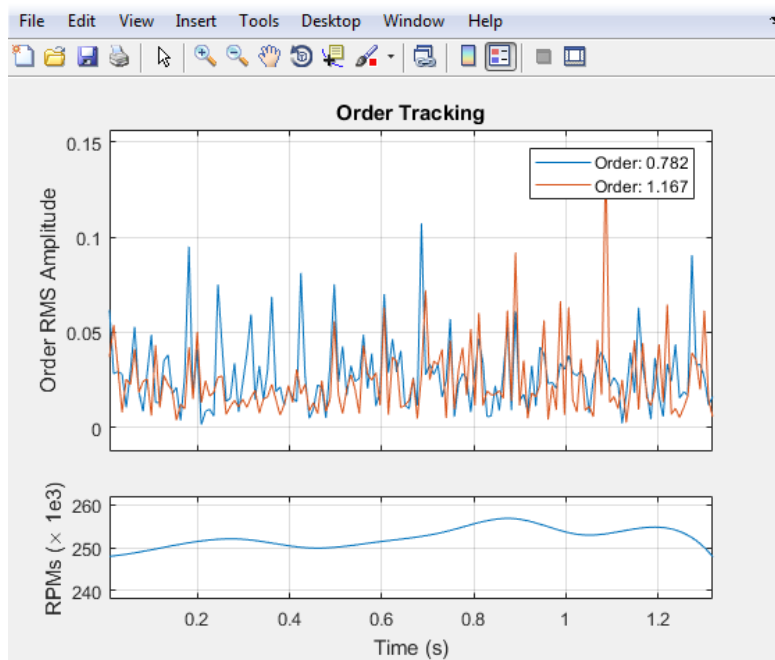 File Edit View Insert Tools Desktop Window Help
Order Tracking
0.15
0.1
0.05
0
Order RMS Amplitude
Order: 0.782
Order: 1.167
260
250
240
RPMs (× 1e3)
0.2 0.4 0.6 0.8 1 1.2
Time (s)